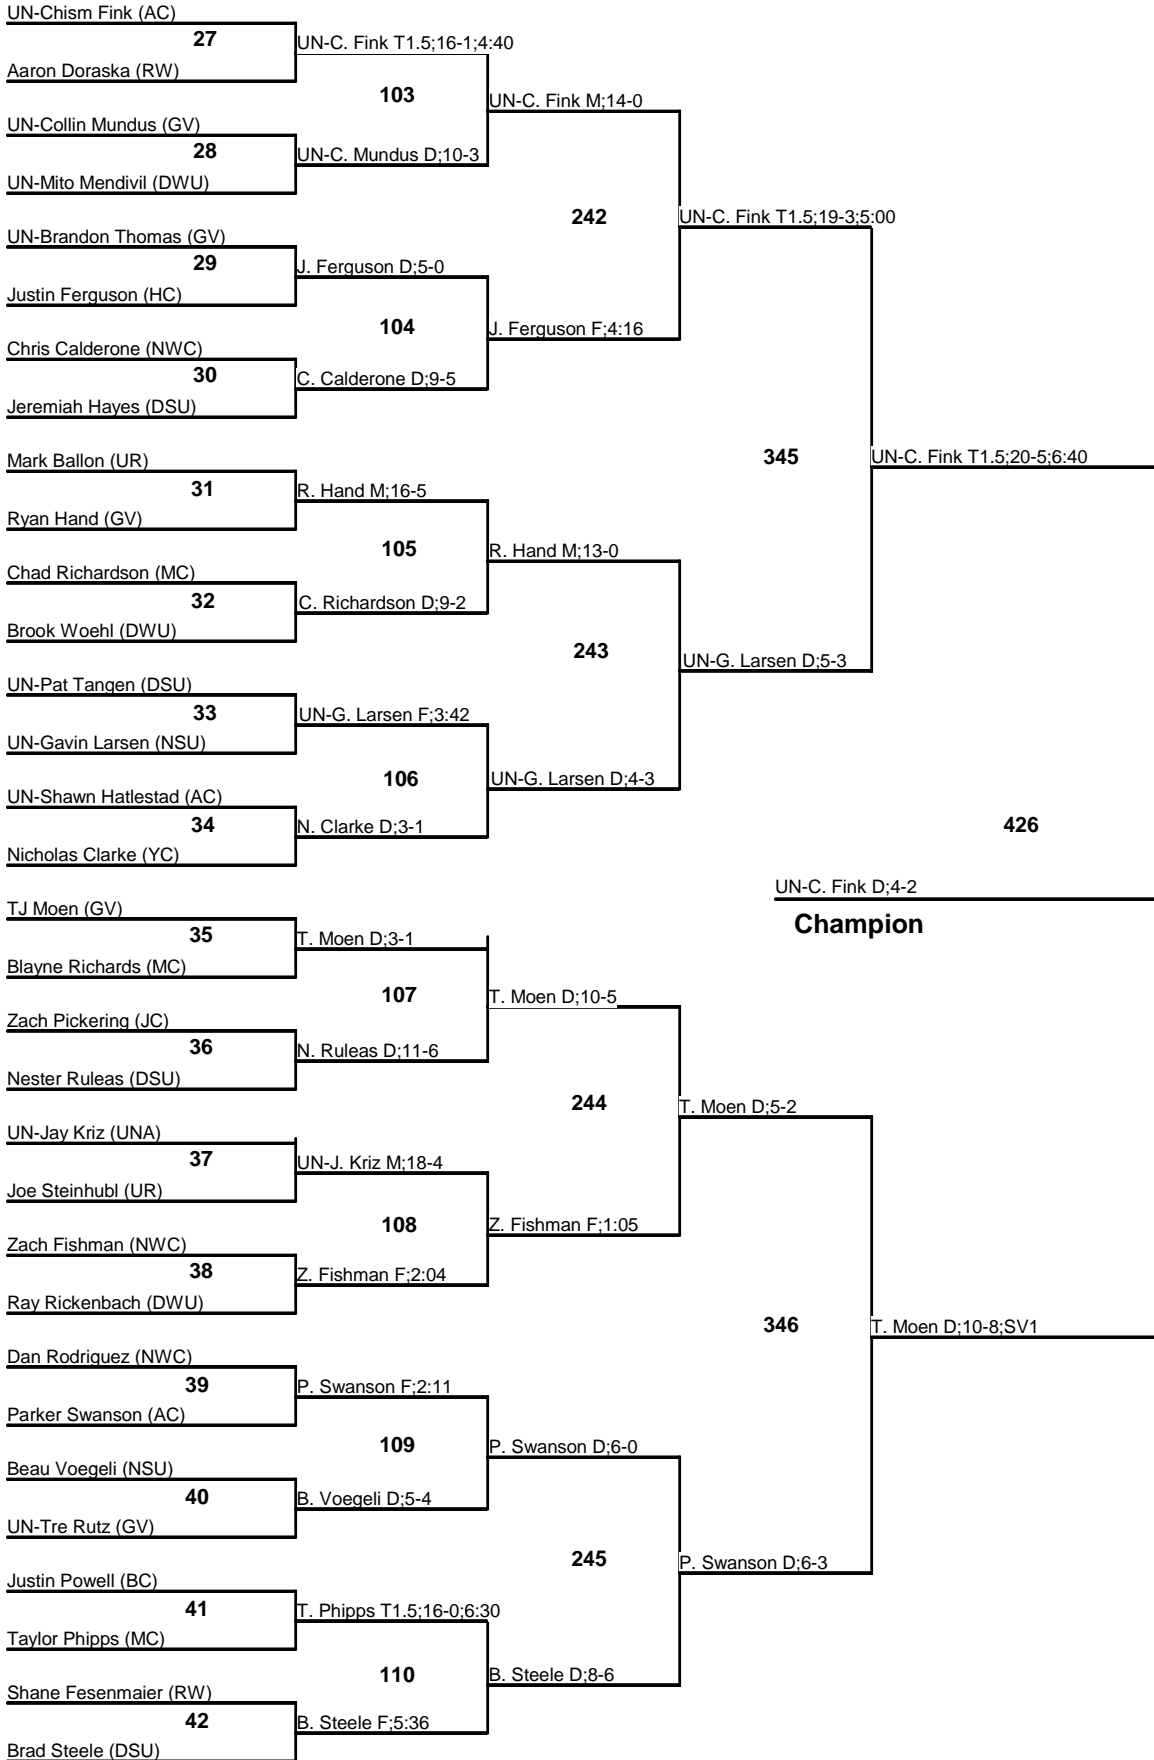 UN-Chism Fink (AC)
27
UN-C. Fink T1.5;16-1;4:40
Aaron Doraska (RW)
103
UN-C. Fink M;14-0
UN-Collin Mundus (GV)
28
UN-C. Mundus D;10-3
UN-Mito Mendivil (DWU)
242
UN-C. Fink T1.5;19-3;5:00
UN-Brandon Thomas (GV)
29
J. Ferguson D;5-0
Justin Ferguson (HC)
104
J. Ferguson F;4:16
Chris Calderone (NWC)
30
C. Calderone D;9-5
Jeremiah Hayes (DSU)
345
UN-C. Fink T1.5;20-5;6:40
Mark Ballon (UR)
31
R. Hand M;16-5
Ryan Hand (GV)
105
R. Hand M;13-0
Chad Richardson (MC)
32
C. Richardson D;9-2
Brook Woehl (DWU)
243
UN-G. Larsen D;5-3
UN-Pat Tangen (DSU)
33
UN-G. Larsen F;3:42
UN-Gavin Larsen (NSU)
106
UN-G. Larsen D;4-3
UN-Shawn Hatlestad (AC)
34
N. Clarke D;3-1
Nicholas Clarke (YC)
426
UN-C. Fink D;4-2
Champion
TJ Moen (GV)
35
T. Moen D;3-1
Blayne Richards (MC)
107
T. Moen D;10-5
Zach Pickering (JC)
36
N. Ruleas D;11-6
Nester Ruleas (DSU)
244
T. Moen D;5-2
UN-Jay Kriz (UNA)
37
UN-J. Kriz M;18-4
Joe Steinhubl (UR)
108
Z. Fishman F;1:05
Zach Fishman (NWC)
38
Z. Fishman F;2:04
Ray Rickenbach (DWU)
346
T. Moen D;10-8;SV1
Dan Rodriguez (NWC)
39
P. Swanson F;2:11
Parker Swanson (AC)
109
P. Swanson D;6-0
Beau Voegeli (NSU)
40
B. Voegeli D;5-4
UN-Tre Rutz (GV)
245
P. Swanson D;6-3
Justin Powell (BC)
41
T. Phipps T1.5;16-0;6:30
Taylor Phipps (MC)
110
B. Steele D;8-6
Shane Fesenmaier (RW)
42
B. Steele F;5:36
Brad Steele (DSU)